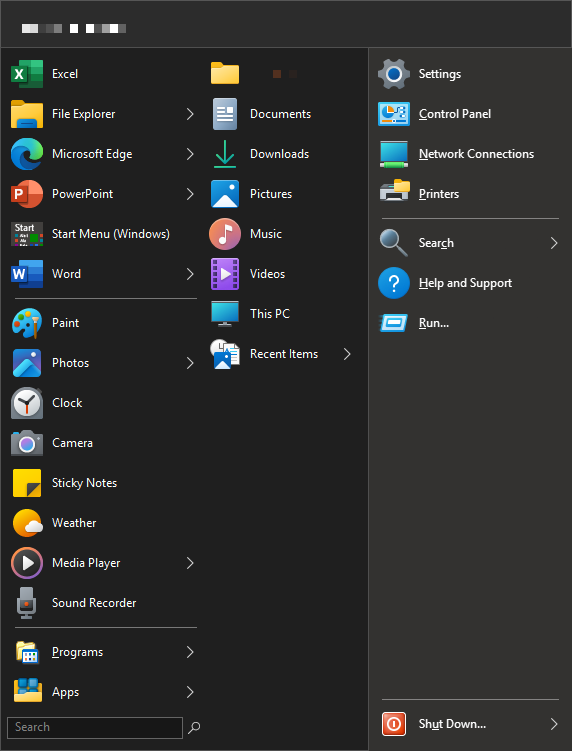 Excel
File Explorer
Microsoft Edge
PowerPoint
Start
Start Menu (Windows)
Word
Paint
Photos
Clock
Camera
Sticky Notes
Weather
Media Player
Sound Recorder
Programs
Apps
Search
Documents
Downloads
Pictures
Music
Videos
This PC
Recent Items
Settings
Control Panel
Network Connections
Printers
Search
Help and Support
Run...
Shut Down...